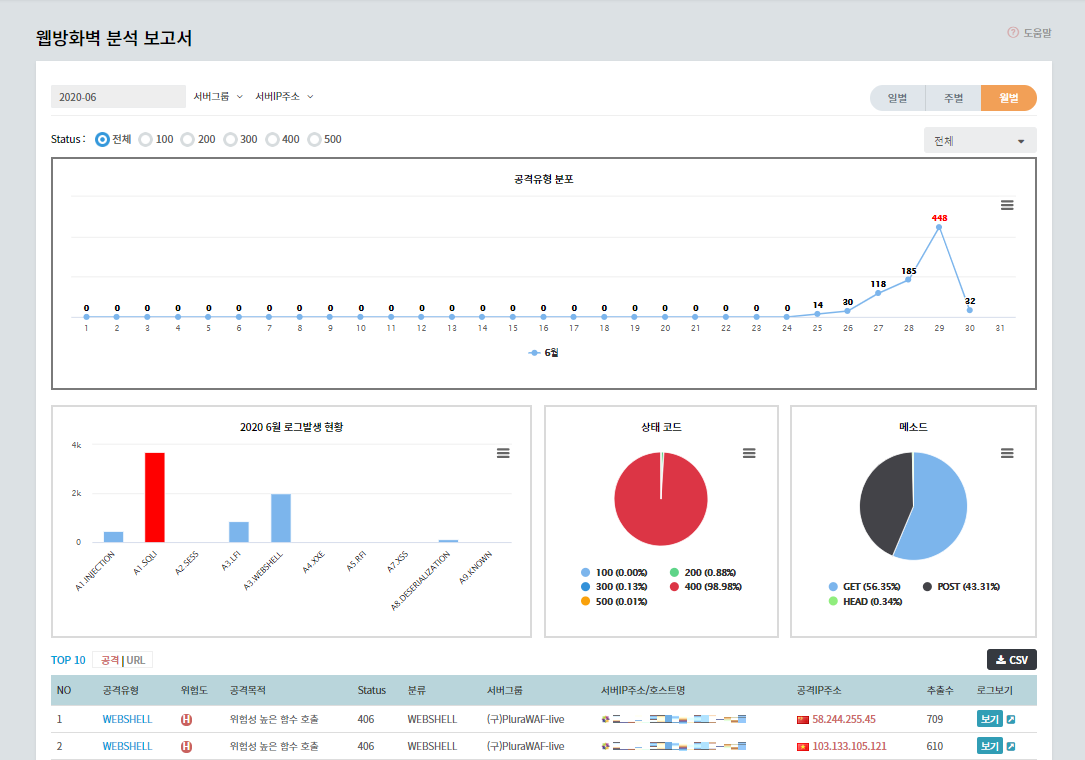 웹방화벽 분석 보고서
도움말
2020-06 서버그룹 서버IP주소 일별 주별 월별
Status : 전체 100 200 300 400 500 전체
공격유형 분포
448
185
118
0 0 0 0 0 0 0 0 0 0 0 0 0 0 0 0 0 0 0 0 0 0 0 0 14 30 32
1 2 3 4 5 6 7 8 9 10 11 12 13 14 15 16 17 18 19 20 21 22 23 24 25 26 27 28 29 30 31
6월
2020 6월 로그발생 현황
4k
2k
0
A1.INJECTION A1.SQLI A2.SESS A3.LFI A3.WEBSHELL A4.XXE A5.RFI A7.XSS A8.DESERIALIZATION A9.KNOWN
상태 코드
100 (0.00%) 200 (0.88%)
300 (0.13%) 400 (98.98%)
500 (0.01%)
메소드
GET (56.35%) POST (43.31%)
HEAD (0.34%)
TOP 10 공격 | URL CSV
NO 공격유형 위험도 공격목적 Status 분류 서버그룹 서버IP주소/호스트명 공격IP주소 추출수 로그보기
1 WEBSHELL H 위험성 높은 함수 호출 406 WEBSHELL (구)PluraWAF-live 58.244.255.45 709 보기
2 WEBSHELL H 위험성 높은 함수 호출 406 WEBSHELL (구)PluraWAF-live 103.133.105.121 610 보기